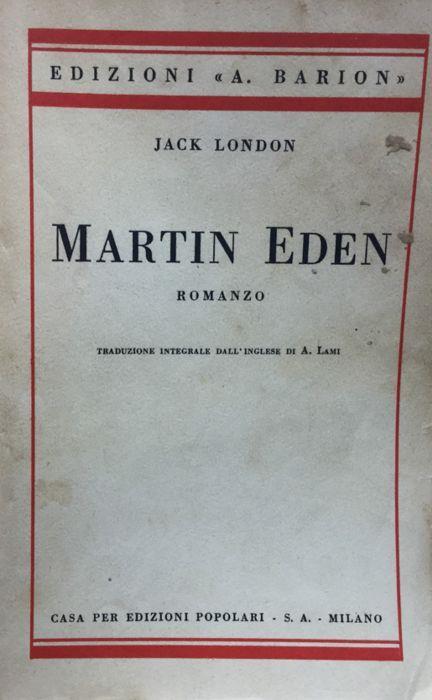 EDIZIONI «A. BARION»
JACK LONDON
MARTIN EDEN
ROMANZO
TRADUZIONE INTEGRALE DALL'INGLESE DI A. LAMI
CASA PER EDIZIONI POPOLARI - S. A. - MILANO